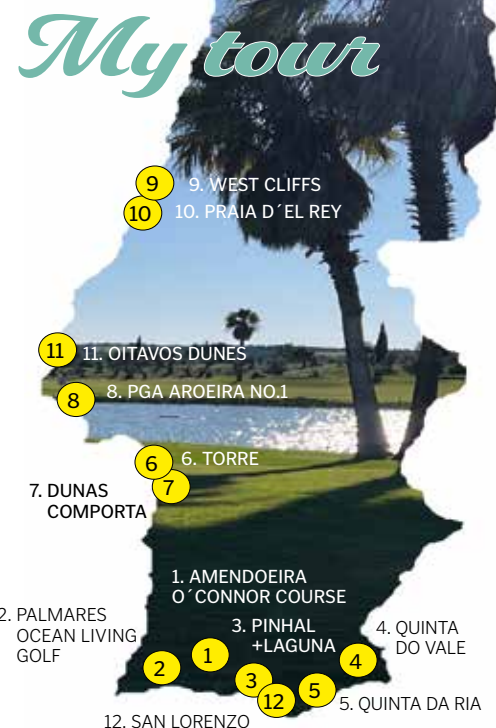 My tour
9
9. WEST CLIFFS
10
10. PRAIA D´EL REY
11
11. OITAVOS DUNES
8
8. PGA AROEIRA NO.1
6
6. TORRE
7
7. DUNAS
COMPORTA
1. AMENDOEIRA
O´CONNOR COURSE
2. PALMARES
OCEAN LIVING
GOLF
3. PINHAL
+LAGUNA
4. QUINTA
DO VALE
1
2
3
4
12
5
5. QUINTA DA RIA
12. SAN LORENZO